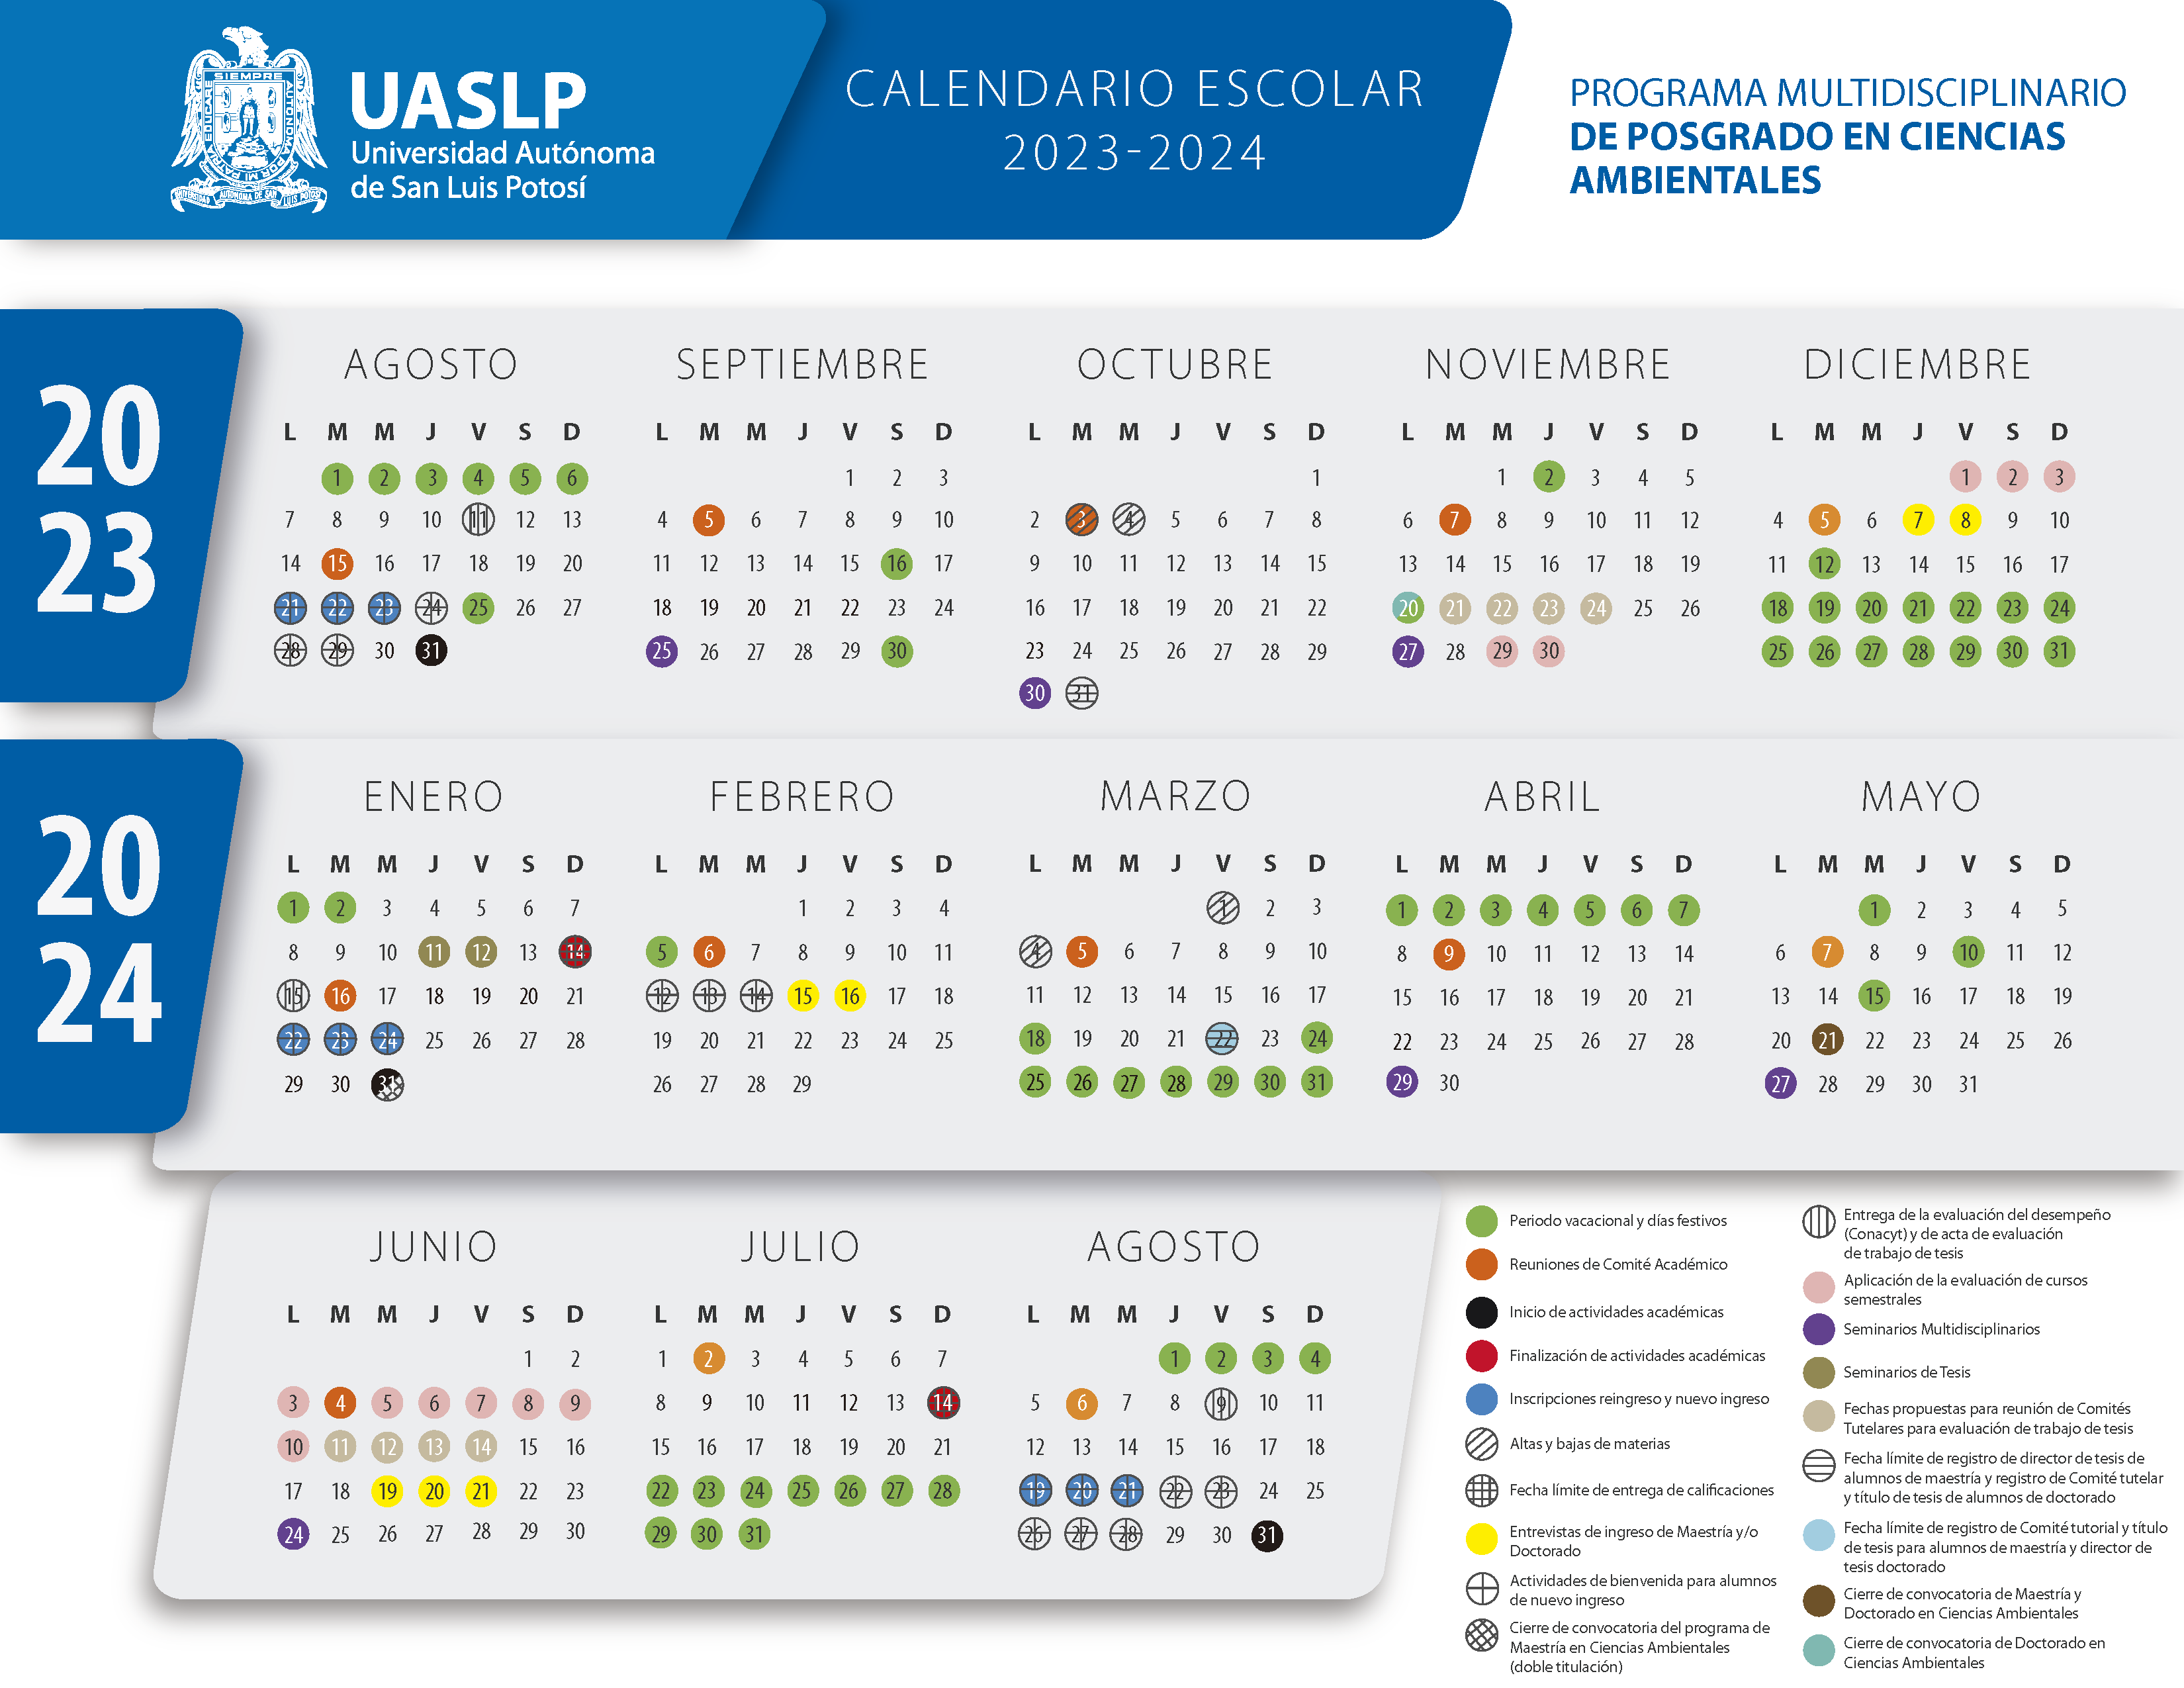 SIEMPRE AUTÓNOMA POR MI PATRIA EDUCARÉ
UNIVERSIDAD AUTÓNOMA DE SAN LUIS POTOSÍ
UASLP
Universidad Autónoma
de San Luis Potosí
CALENDARIO ESCOLAR
2023-2024
PROGRAMA MULTIDISCIPLINARIO
DE POSGRADO EN CIENCIAS
AMBIENTALES
20
23
AGOSTO
L M M J V S D
1 2 3 4 5 6
7 8 9 10 11 12 13
14 15 16 17 18 19 20
21 22 23 24 25 26 27
28 29 30 31
SEPTIEMBRE
L M M J V S D
1 2 3
4 5 6 7 8 9 10
11 12 13 14 15 16 17
18 19 20 21 22 23 24
25 26 27 28 29 30
OCTUBRE
L M M J V S D
1
2 3 4 5 6 7 8
9 10 11 12 13 14 15
16 17 18 19 20 21 22
23 24 25 26 27 28 29
30 31
NOVIEMBRE
L M M J V S D
1 2 3 4 5
6 7 8 9 10 11 12
13 14 15 16 17 18 19
20 21 22 23 24 25 26
27 28 29 30
DICIEMBRE
L M M J V S D
1 2 3
4 5 6 7 8 9 10
11 12 13 14 15 16 17
18 19 20 21 22 23 24
25 26 27 28 29 30 31
20
24
ENERO
L M M J V S D
1 2 3 4 5 6 7
8 9 10 11 12 13 14
15 16 17 18 19 20 21
22 23 24 25 26 27 28
29 30 31
FEBRERO
L M M J V S D
1 2 3 4
5 6 7 8 9 10 11
12 13 14 15 16 17 18
19 20 21 22 23 24 25
26 27 28 29
MARZO
L M M J V S D
1 2 3
4 5 6 7 8 9 10
11 12 13 14 15 16 17
18 19 20 21 22 23 24
25 26 27 28 29 30 31
ABRIL
L M M J V S D
1 2 3 4 5 6 7
8 9 10 11 12 13 14
15 16 17 18 19 20 21
22 23 24 25 26 27 28
29 30
MAYO
L M M J V S D
1 2 3 4 5
6 7 8 9 10 11 12
13 14 15 16 17 18 19
20 21 22 23 24 25 26
27 28 29 30 31
JUNIO
L M M J V S D
1 2
3 4 5 6 7 8 9
10 11 12 13 14 15 16
17 18 19 20 21 22 23
24 25 26 27 28 29 30
JULIO
L M M J V S D
1 2 3 4 5 6 7
8 9 10 11 12 13 14
15 16 17 18 19 20 21
22 23 24 25 26 27 28
29 30 31
AGOSTO
L M M J V S D
1 2 3 4
5 6 7 8 9 10 11
12 13 14 15 16 17 18
19 20 21 22 23 24 25
26 27 28 29 30 31
Periodo vacacional y días festivos
Reuniones de Comité Académico
Inicio de actividades académicas
Finalización de actividades académicas
Inscripciones reingreso y nuevo ingreso
Altas y bajas de materias
Fecha límite de entrega de calificaciones
Entrevistas de ingreso de Maestría y/o
Doctorado
Actividades de bienvenida para alumnos
de nuevo ingreso
Cierre de convocatoria del programa de
Maestría en Ciencias Ambientales
(doble titulación)
Entrega de la evaluación del desempeño
(Conacyt) y de acta de evaluación
de trabajo de tesis
Aplicación de la evaluación de cursos
semestrales
Seminarios Multidisciplinarios
Seminarios de Tesis
Fechas propuestas para reunión de Comités
Tutelares para evaluación de trabajo de tesis
Fecha límite de registro de director de tesis de
alumnos de maestría y registro de Comité tutelar
y título de tesis de alumnos de doctorado
Fecha límite de registro de Comité tutorial y título
de tesis para alumnos de maestría y director de
tesis doctorado
Cierre de convocatoria de Maestría y
Doctorado en Ciencias Ambientales
Cierre de convocatoria de Doctorado en
Ciencias Ambientales